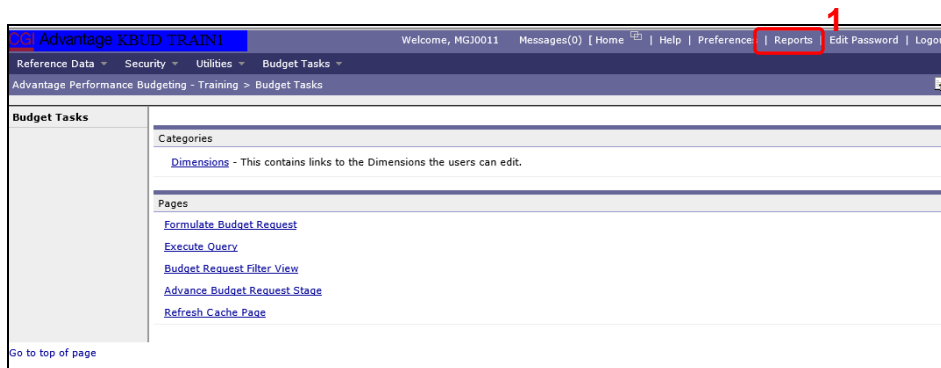 1
CGI Advantage KBUD TRAIN1 Welcome, MGJ0011 Messages(0) [ Home | Help | Preferences | Reports | Edit Password | Logou
Reference Data Security Utilities Budget Tasks
Advantage Performance Budgeting - Training > Budget Tasks
Budget Tasks
Categories
Dimensions - This contains links to the Dimensions the users can edit.
Pages
Formulate Budget Request
Execute Query
Budget Request Filter View
Advance Budget Request Stage
Refresh Cache Page
Go to top of page